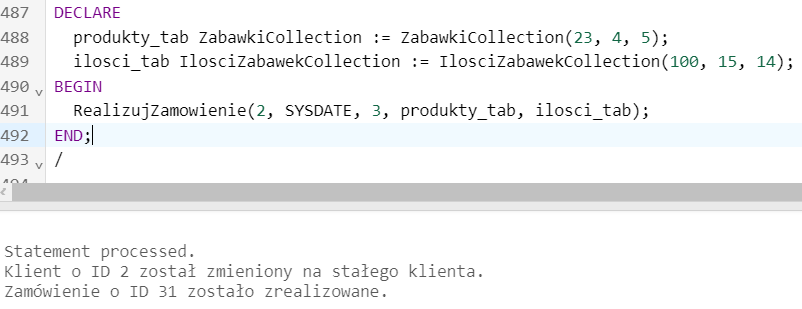 487 DECLARE
488 produkty_tab ZabawkiCollection := ZabawkiCollection(23, 4, 5);
489 ilosci_tab IlosciZabawekCollection := IlosciZabawekCollection(100, 15, 14);
490 BEGIN
491 RealizujZamowienie(2, SYSDATE, 3, produkty_tab, ilosci_tab);
492 END;
493 /
Statement processed.
Klient o ID 2 został zmieniony na stałego klienta.
Zamówienie o ID 31 zostało zrealizowane.